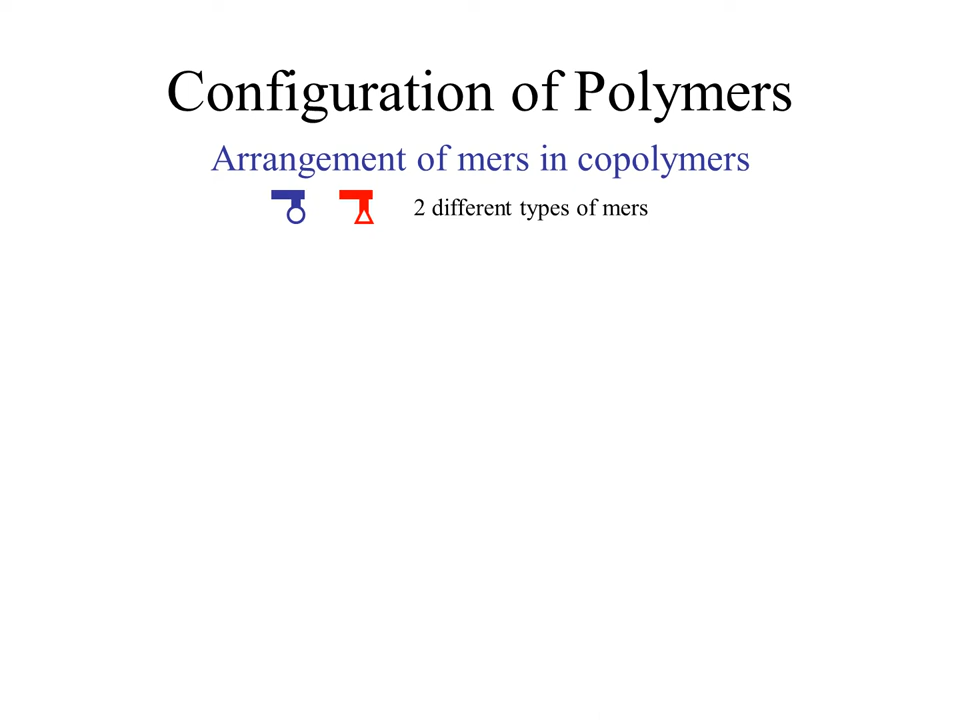 Configuration of Polymers
Arrangement of mers in copolymers
2 different types of mers